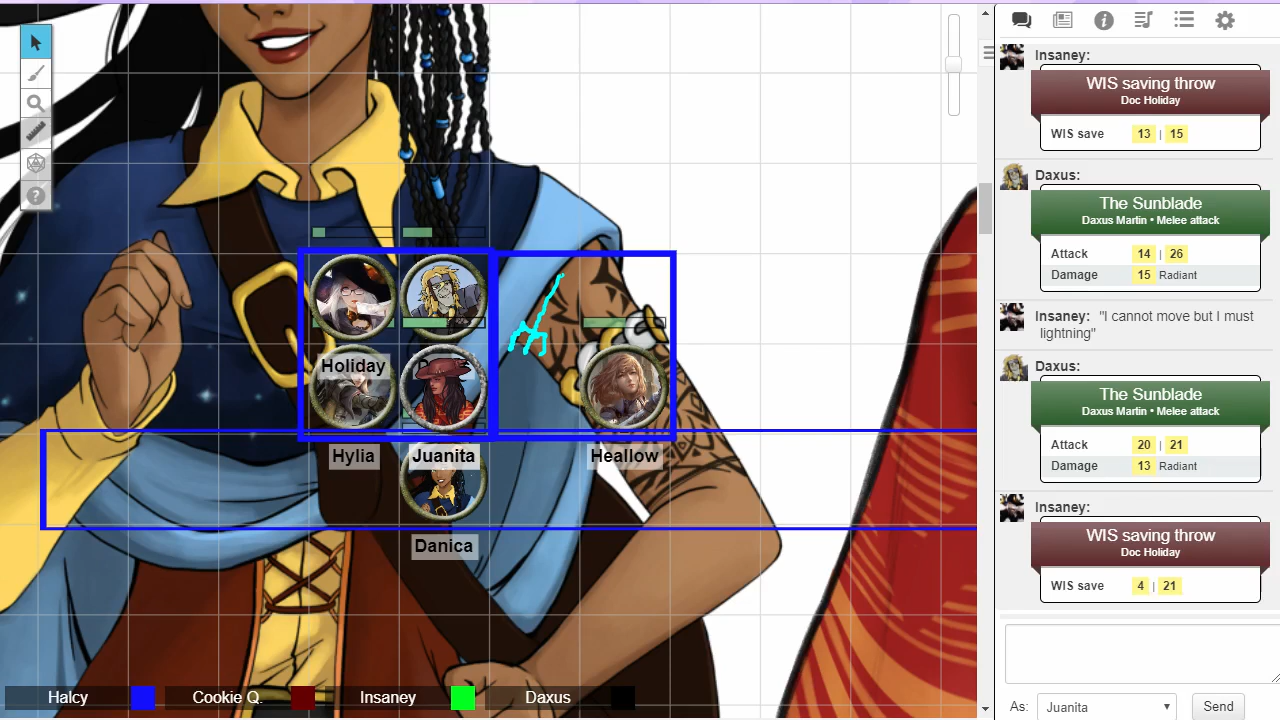 Insaney:
WIS saving throw
Doc Holiday
WIS save 13 | 15
Daxus:
The Sunblade
Daxus Martin • Melee attack
Attack 14 | 26
Damage 15 Radiant
Insaney: "I cannot move but I must
lightning"
Daxus:
The Sunblade
Daxus Martin • Melee attack
Attack 20 | 21
Damage 13 Radiant
Insaney:
WIS saving throw
Doc Holiday
WIS save 4 | 21
As: Juanita Send
Holiday
Hylia Juanita Heallow
Danica
Halcy Cookie Q. Insaney Daxus